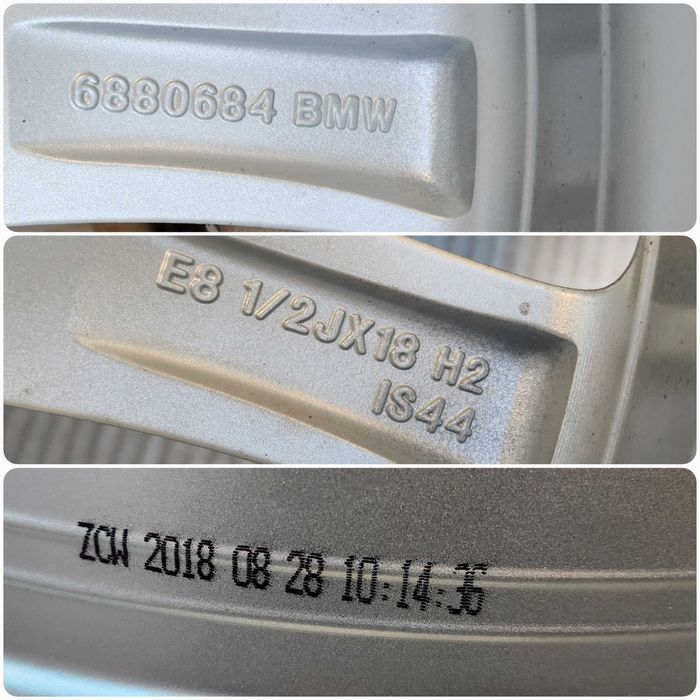 6880684 BMW
E8 1/2JX18 H2
IS44
ZCW 2018 08 28 10:14:36